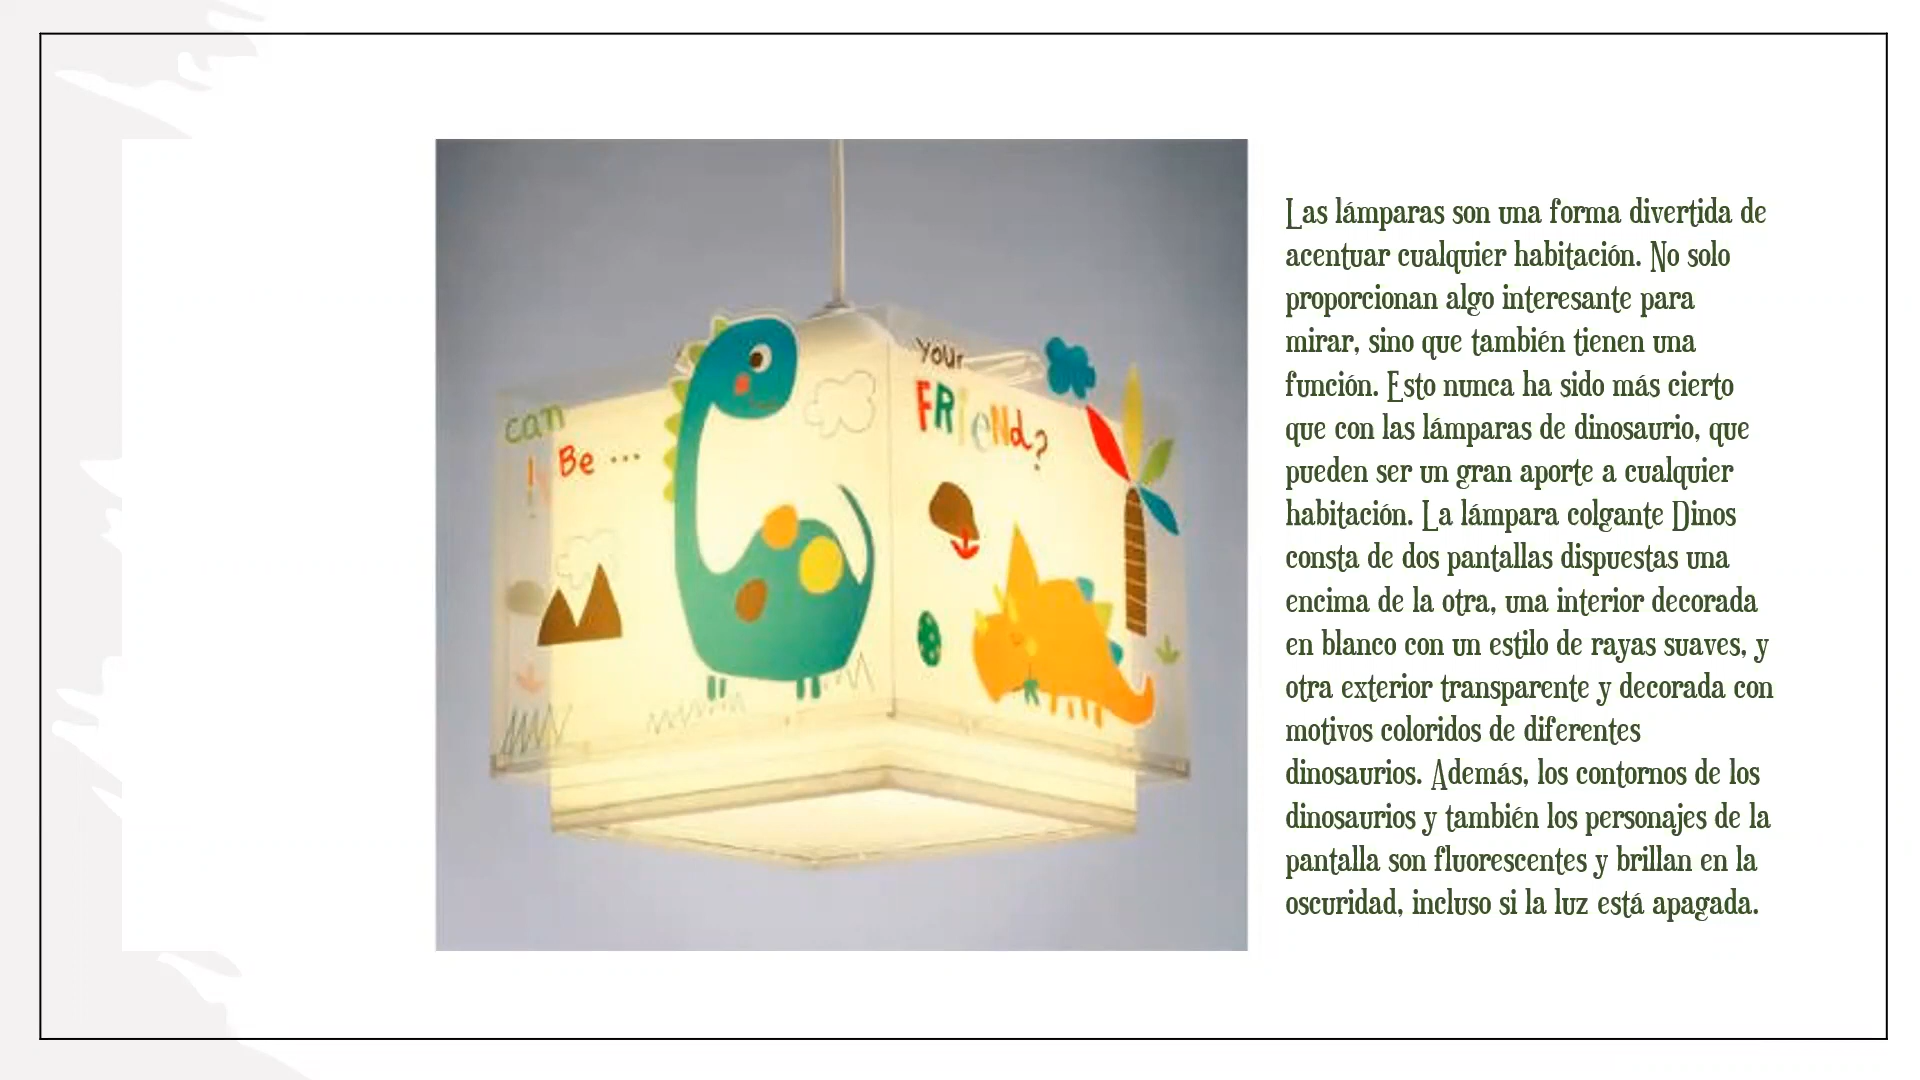 can
I Be ...
your
FRIENd?
Las lámparas son una forma divertida de
acentuar cualquier habitación. No solo
proporcionan algo interesante para
mirar, sino que también tienen una
función. Esto nunca ha sido más cierto
que con las lámparas de dinosaurio, que
pueden ser un gran aporte a cualquier
habitación. La lámpara colgante Dinos
consta de dos pantallas dispuestas una
encima de la otra, una interior decorada
en blanco con un estilo de rayas suaves, y
otra exterior transparente y decorada con
motivos coloridos de diferentes
dinosaurios. Además, los contornos de los
dinosaurios y también los personajes de la
pantalla son fluorescentes y brillan en la
oscuridad, incluso si la luz está apagada.